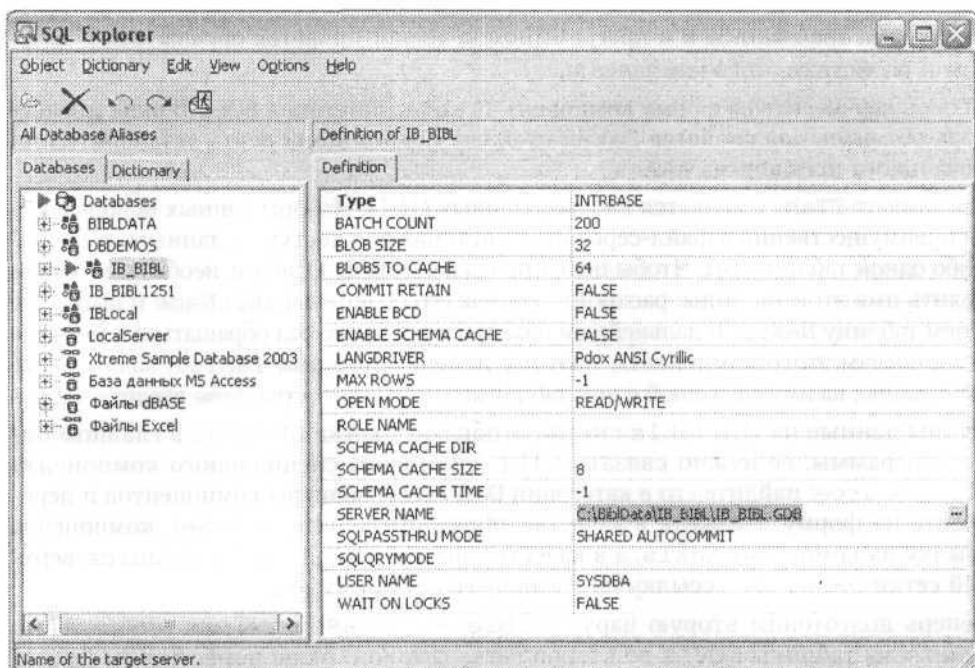 SQL Explorer
Object Dictionary Edit View Options Help
All Database Aliases
Definition of IB_BIBL
Databases Dictionary
Definition
Databases
BIBLDATA
DBDEMOS
IB_BIBL
IB_BIBL1251
IBLocal
LocalServer
Xtreme Sample Database 2003
База данных MS Access
Файлы dBASE
Файлы Excel
Type INTRBASE
BATCH COUNT 200
BLOB SIZE 32
BLOBS TO CACHE 64
COMMIT RETAIN FALSE
ENABLE BCD FALSE
ENABLE SCHEMA CACHE FALSE
LANGDRIVER Pdox ANSI Cyrillic
MAX ROWS -1
OPEN MODE READ/WRITE
ROLE NAME
SCHEMA CACHE DIR
SCHEMA CACHE SIZE 8
SCHEMA CACHE TIME -1
SERVER NAME C:\BiblData\IB_BIBL\IB_BIBL.GDB
SQLPASSTHRU MODE SHARED AUTOCOMMIT
SQLQRYMODE
USER NAME SYSDBA
WAIT ON LOCKS FALSE
Name of the target server.